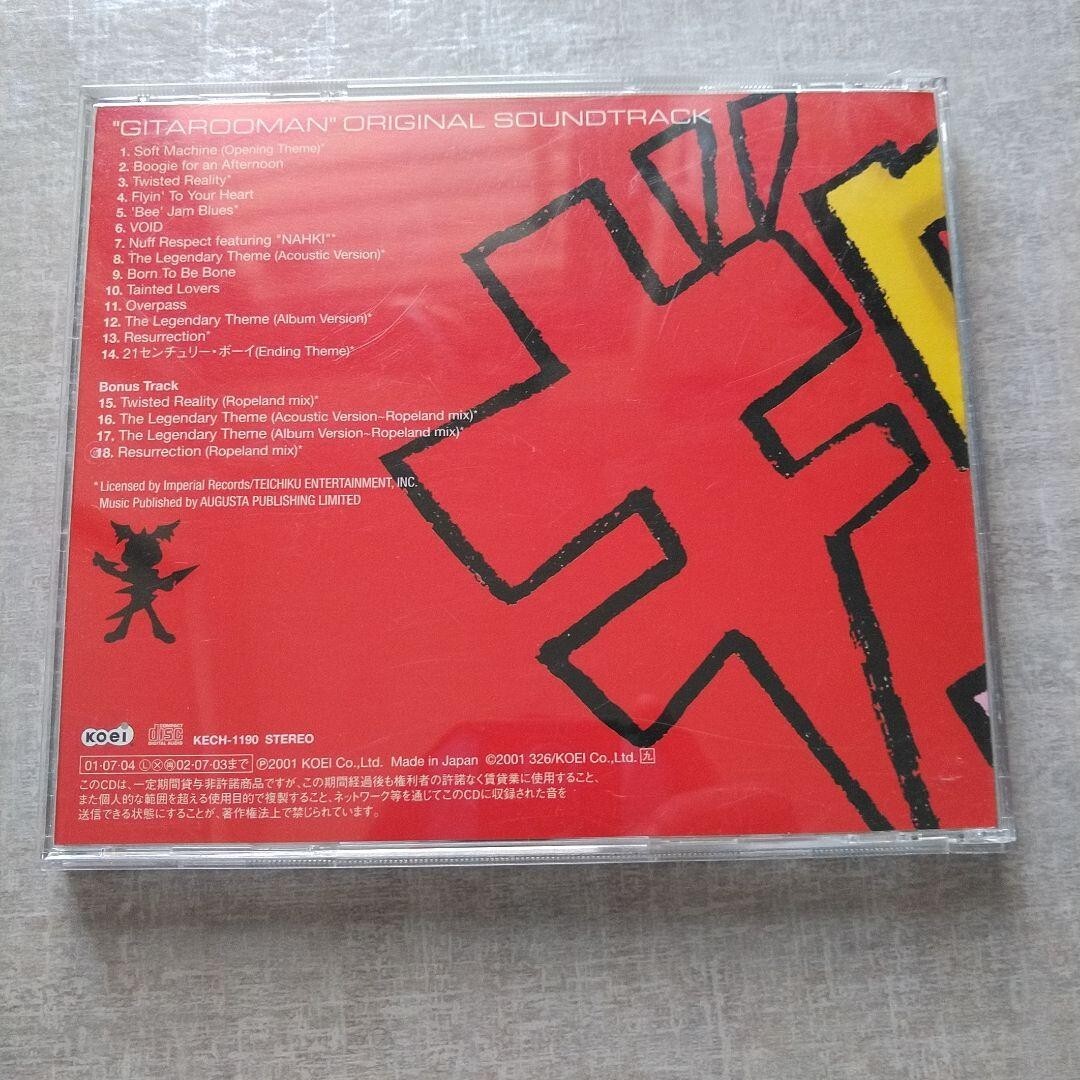 "GITAROOMAN" ORIGINAL SOUNDTRACK
1. Soft Machine (Opening Theme)*
2. Boogie for an Afternoon
3. Twisted Reality*
4. Flyin' To Your Heart
5. 'Bee' Jam Blues*
6. VOID
7. Nuff Respect featuring "NAHKI"*
8. The Legendary Theme (Acoustic Version)*
9. Born To Be Bone
10. Tainted Lovers
11. Overpass
12. The Legendary Theme (Album Version)*
13. Resurrection*
14. 21センチュリー・ボーイ(Ending Theme)*
Bonus Track
15. Twisted Reality (Ropeland mix)*
16. The Legendary Theme (Acoustic Version~Ropeland mix)*
17. The Legendary Theme (Album Version~Ropeland mix)*
18. Resurrection (Ropeland mix)*
* Licensed by Imperial Records/TEICHIKU ENTERTAINMENT, INC.
Music Published by AUGUSTA PUBLISHING LIMITED
KOEI COMPACT disc DIGITAL AUDIO KECH-1190 STEREO
01·07·04 Ⓛ Ⓧ 02·07·03まで ℗2001 KOEI Co.,Ltd. Made in Japan ©2001 326/KOEI Co.,Ltd. 九
このCDは、一定期間貸与非許諾商品ですが、この期間経過後も権利者の許諾なく賃貸業に使用すること、
また個人的な範囲を超える使用目的で複製すること、ネットワーク等を通じてこのCDに収録された音を
送信できる状態にすることが、著作権法上で禁じられています。